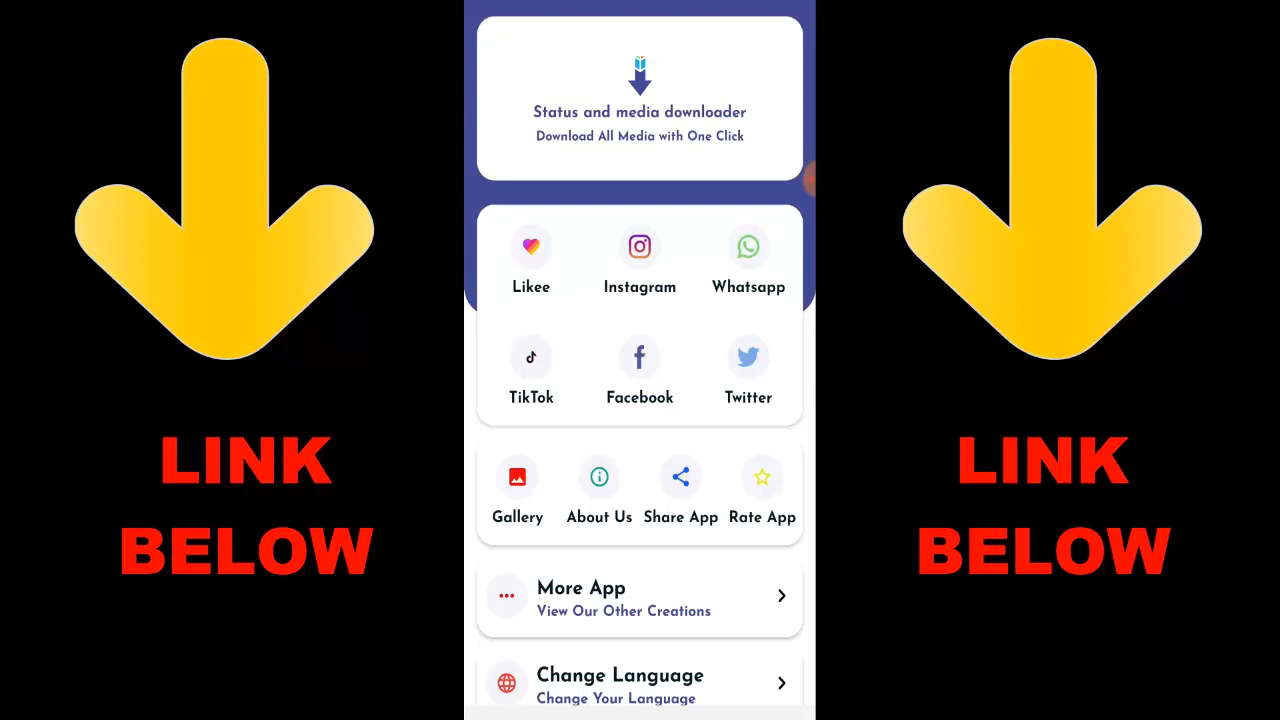 Status and media downloader
Download All Media with One Click
Likee
Instagram
Whatsapp
TikTok
Facebook
Twitter
Gallery
About Us
Share App
Rate App
More App
View Our Other Creations
Change Language
Change Your Language
LINK
BELOW
LINK
BELOW